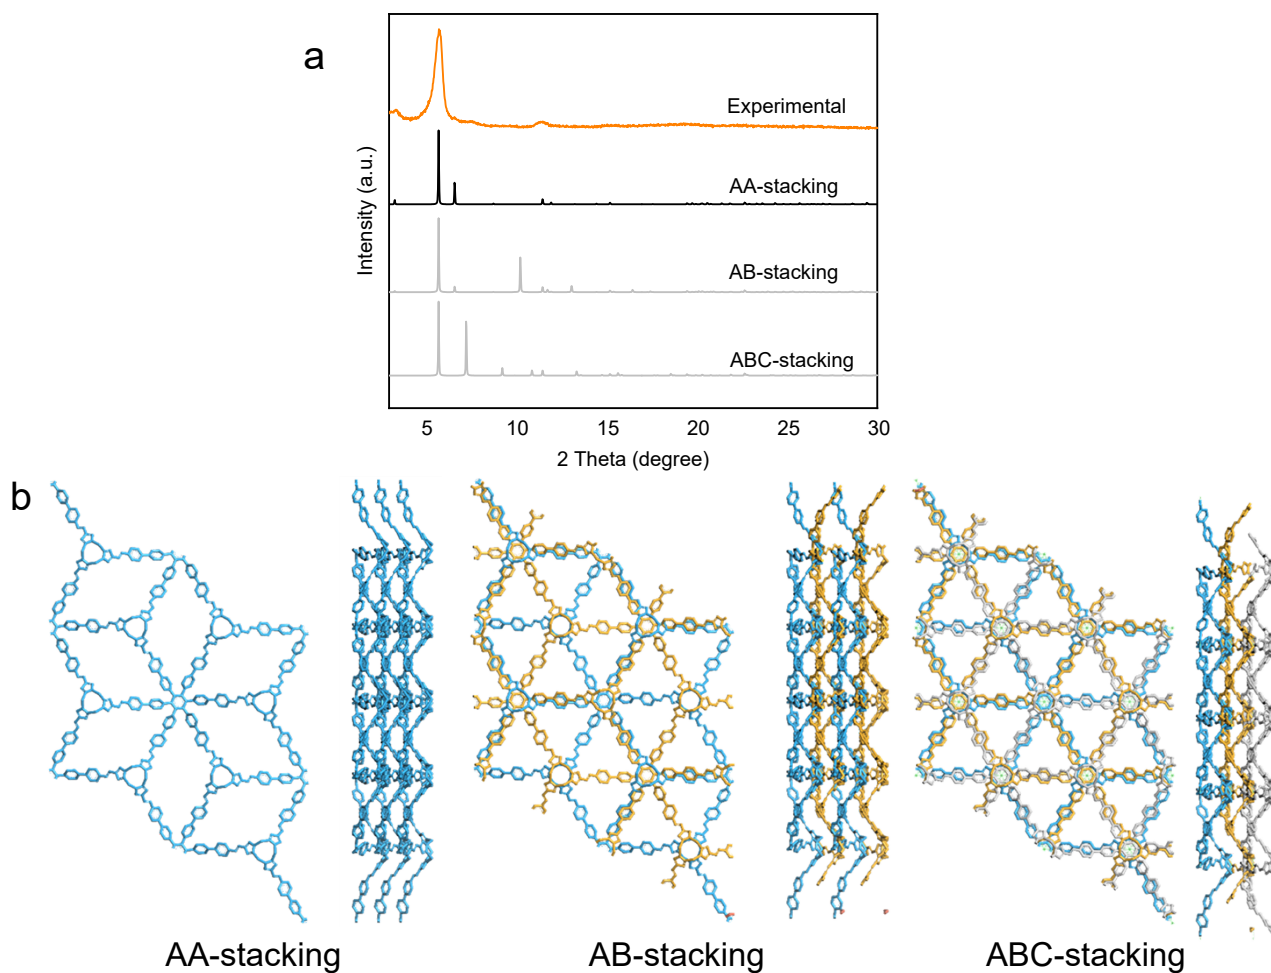 a
Experimental
AA-stacking
AB-stacking
ABC-stacking
Intensity (a.u.)
5 10 15 20 25 30
2 Theta (degree)
b
AA-stacking AB-stacking ABC-stacking